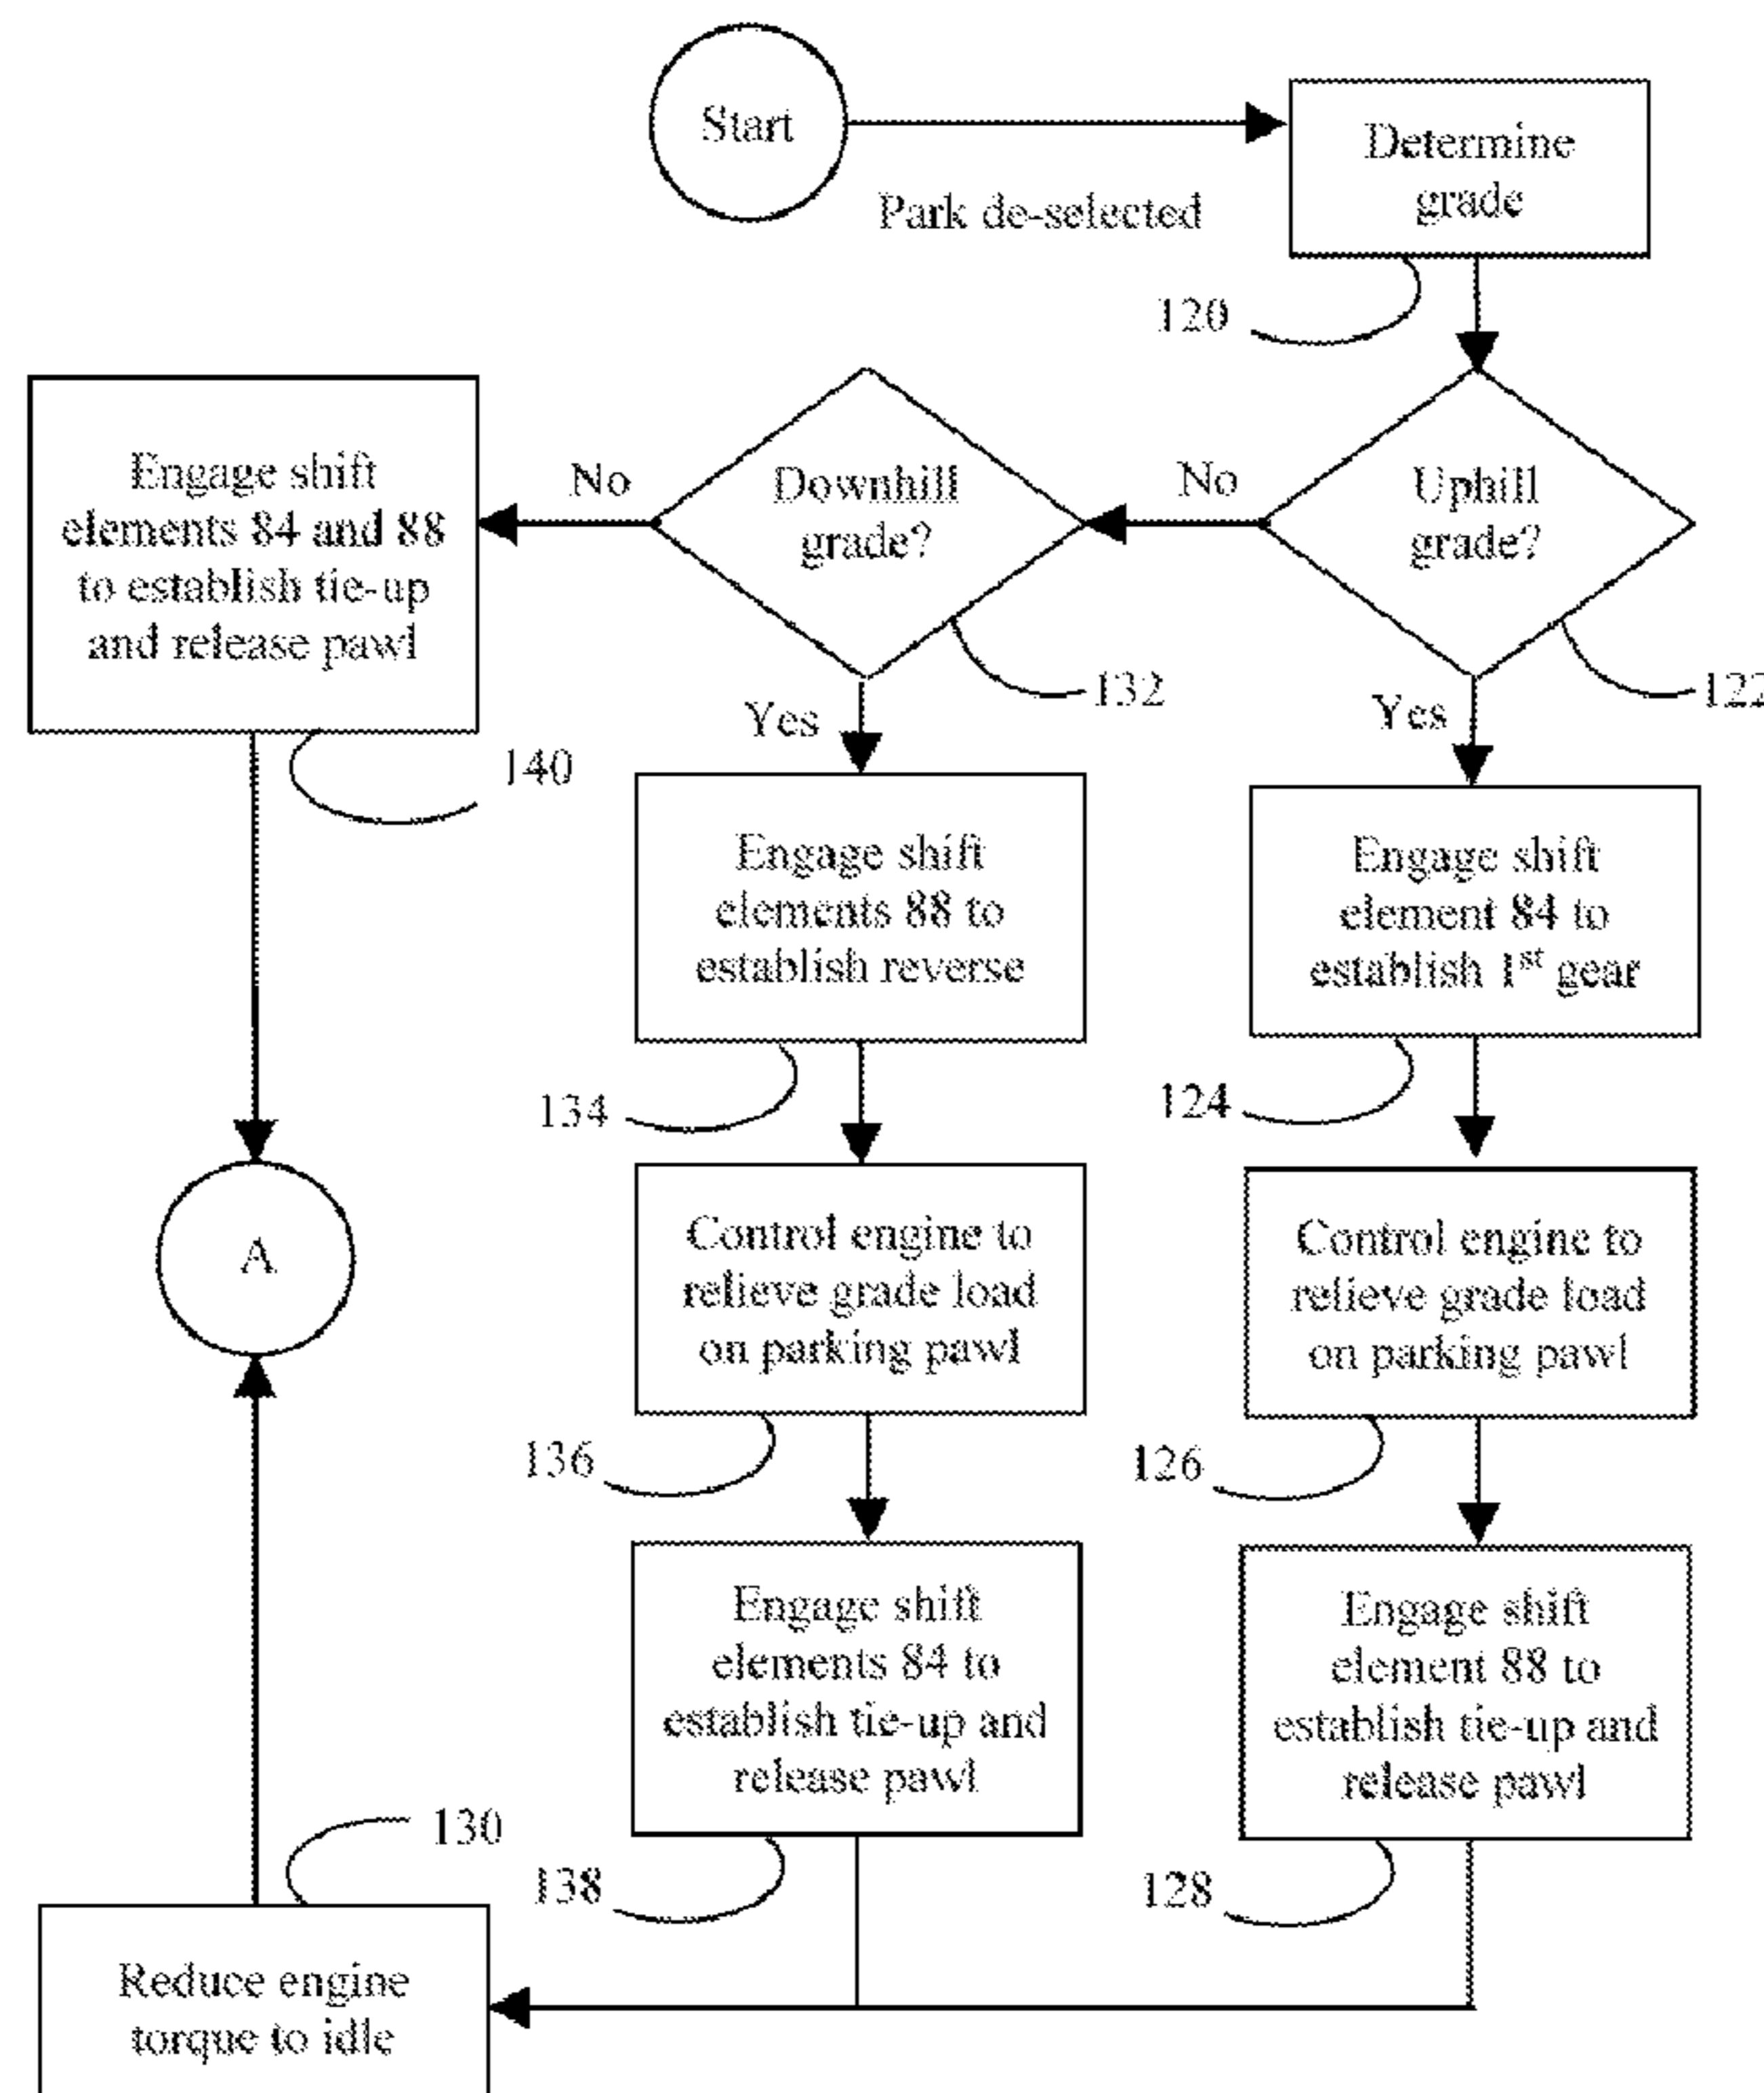 Start
Park de-selected
Determine
grade
120
Uphill
grade?
122
No
Yes
Downhill
grade?
132
No
Yes
Engage shift
elements 84 and 88
to establish tie-up
and release pawl
140
Engage shift
elements 88 to
establish reverse
134
Engage shift
element 84 to
establish 1st gear
124
A
Control engine to
relieve grade load
on parking pawl
136
Control engine to
relieve grade load
on parking pawl
126
Engage shift
elements 84 to
establish tie-up and
release pawl
138
Engage shift
element 88 to
establish tie-up and
release pawl
128
130
Reduce engine
torque to idle